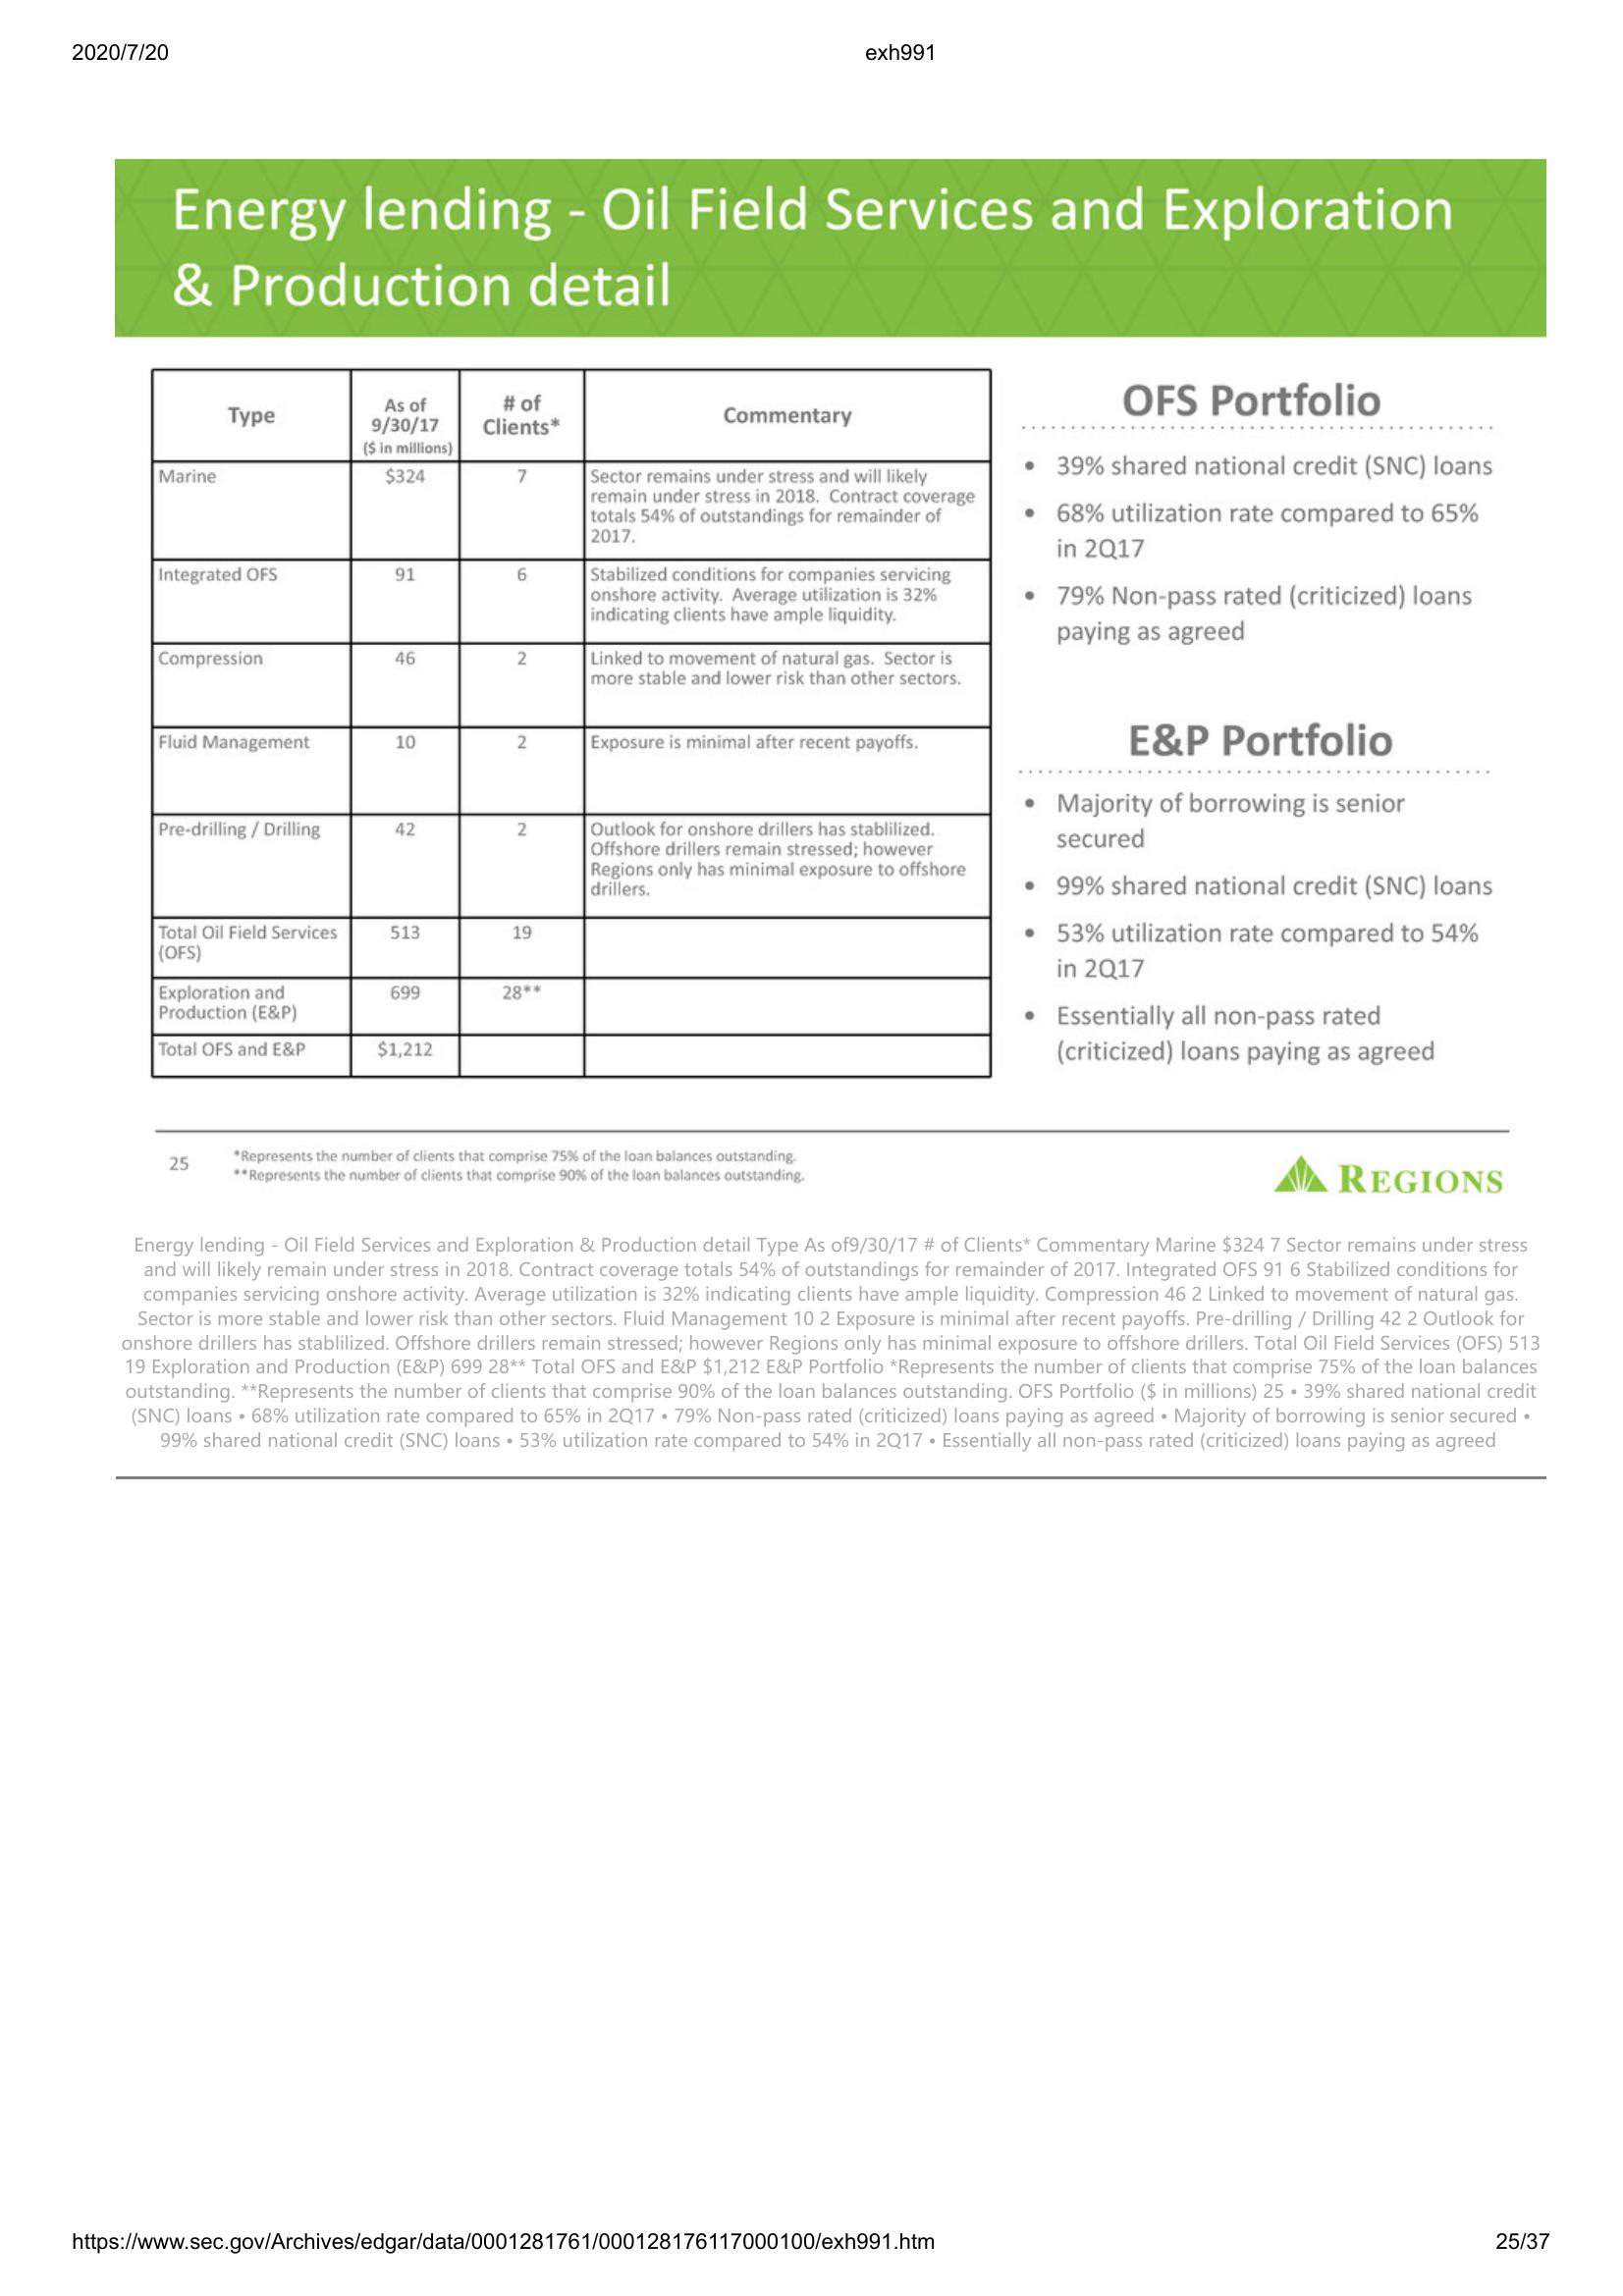 2020/7/20
exh991
Energy lending - Oil Field Services and Exploration
& Production detail
Type
As of
9/30/17
($ in millions)
# of
Clients*
Commentary
Marine
$324
7
Sector remains under stress and will likely
remain under stress in 2018.  Contract coverage
totals 54% of outstandings for remainder of
2017.
Integrated OFS
91
6
Stabilized conditions for companies servicing
onshore activity.  Average utilization is 32%
indicating clients have ample liquidity.
Compression
46
2
Linked to movement of natural gas.  Sector is
more stable and lower risk than other sectors.
Fluid Management
10
2
Exposure is minimal after recent payoffs.
Pre-drilling / Drilling
42
2
Outlook for onshore drillers has stablilized.
Offshore drillers remain stressed; however
Regions only has minimal exposure to offshore
drillers.
Total Oil Field Services
(OFS)
513
19
Exploration and
Production (E&P)
699
28**
Total OFS and E&P
$1,212
OFS Portfolio
• 39% shared national credit (SNC) loans
• 68% utilization rate compared to 65%
in 2Q17
• 79% Non-pass rated (criticized) loans
paying as agreed
E&P Portfolio
• Majority of borrowing is senior
secured
• 99% shared national credit (SNC) loans
• 53% utilization rate compared to 54%
in 2Q17
• Essentially all non-pass rated
(criticized) loans paying as agreed
25
*Represents the number of clients that comprise 75% of the loan balances outstanding.
**Represents the number of clients that comprise 90% of the loan balances outstanding.
REGIONS
Energy lending - Oil Field Services and Exploration & Production detail Type As of9/30/17 # of Clients* Commentary Marine $324 7 Sector remains under stress
and will likely remain under stress in 2018. Contract coverage totals 54% of outstandings for remainder of 2017. Integrated OFS 91 6 Stabilized conditions for
companies servicing onshore activity. Average utilization is 32% indicating clients have ample liquidity. Compression 46 2 Linked to movement of natural gas.
Sector is more stable and lower risk than other sectors. Fluid Management 10 2 Exposure is minimal after recent payoffs. Pre-drilling / Drilling 42 2 Outlook for
onshore drillers has stablilized. Offshore drillers remain stressed; however Regions only has minimal exposure to offshore drillers. Total Oil Field Services (OFS) 513
19 Exploration and Production (E&P) 699 28** Total OFS and E&P $1,212 E&P Portfolio *Represents the number of clients that comprise 75% of the loan balances
outstanding. **Represents the number of clients that comprise 90% of the loan balances outstanding. OFS Portfolio ($ in millions) 25 • 39% shared national credit
(SNC) loans • 68% utilization rate compared to 65% in 2Q17 • 79% Non-pass rated (criticized) loans paying as agreed • Majority of borrowing is senior secured •
99% shared national credit (SNC) loans • 53% utilization rate compared to 54% in 2Q17 • Essentially all non-pass rated (criticized) loans paying as agreed
https://www.sec.gov/Archives/edgar/data/0001281761/000128176117000100/exh991.htm
25/37